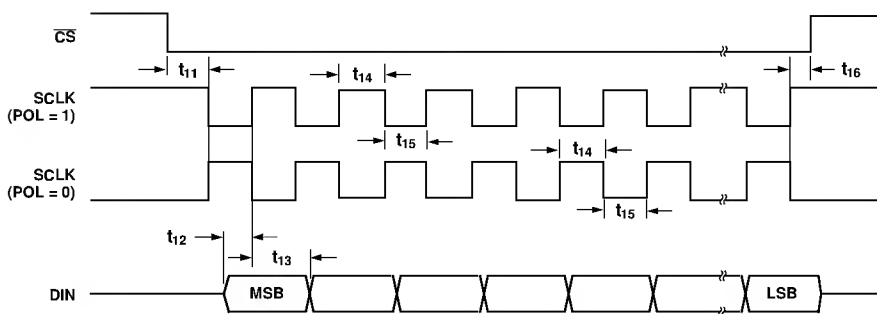 CS
t11
t14
t16
SCLK
(POL = 1)
t15
t14
SCLK
(POL = 0)
t15
t12
t13
DIN
MSB
LSB